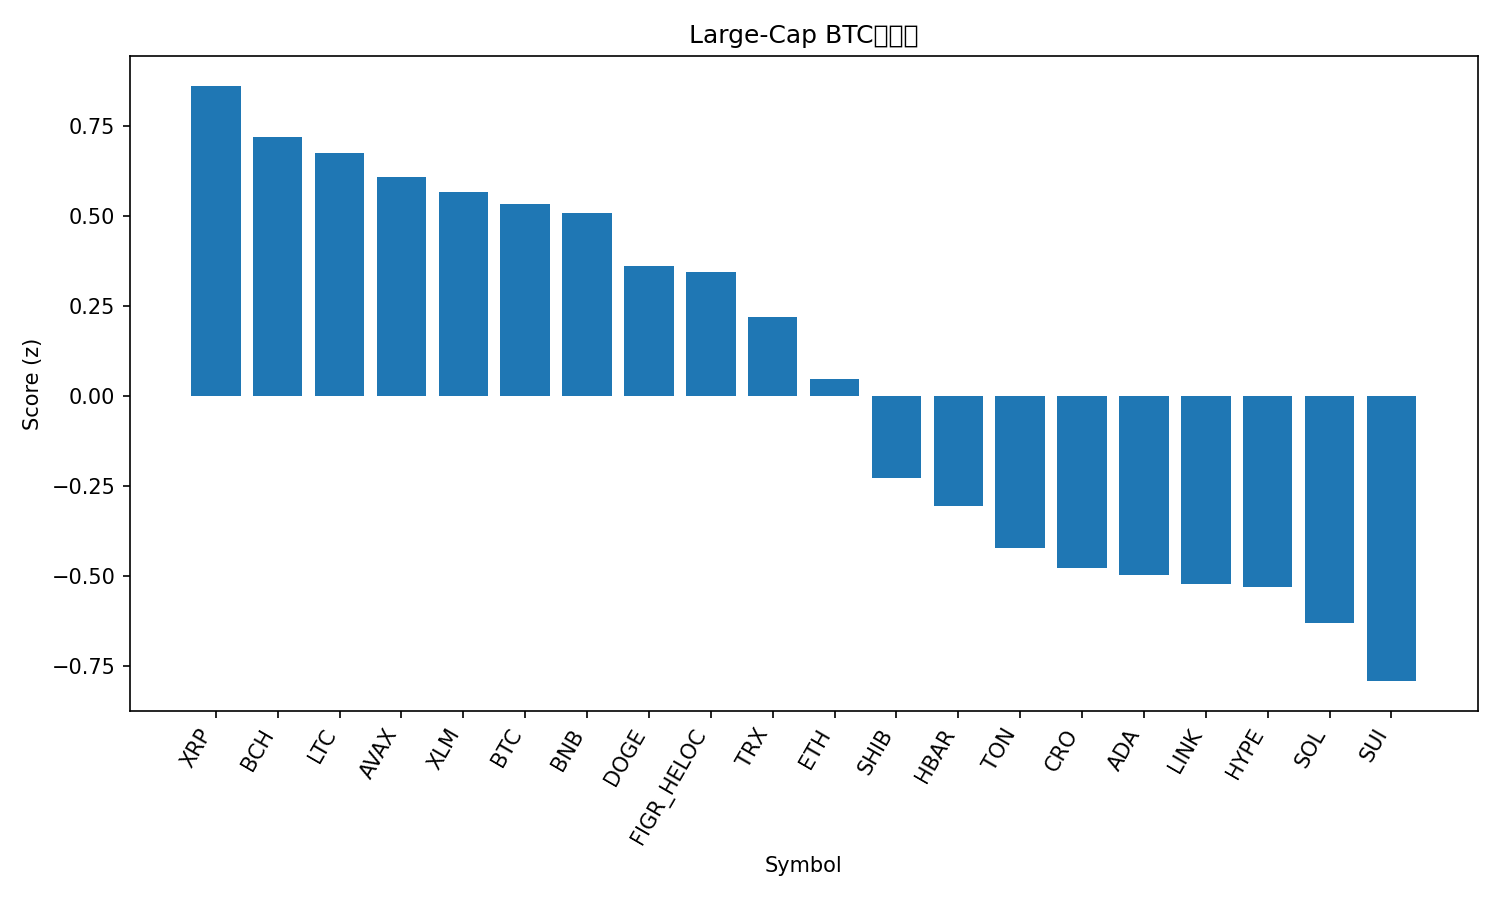 Large-Cap BTC
Score (z)
0.75
0.50
0.25
0.00
−0.25
−0.50
−0.75
XRP
BCH
LTC
AVAX
XLM
BTC
BNB
DOGE
FIGR_HELOC
TRX
ETH
SHIB
HBAR
TON
CRO
ADA
LINK
HYPE
SOL
SUI
Symbol